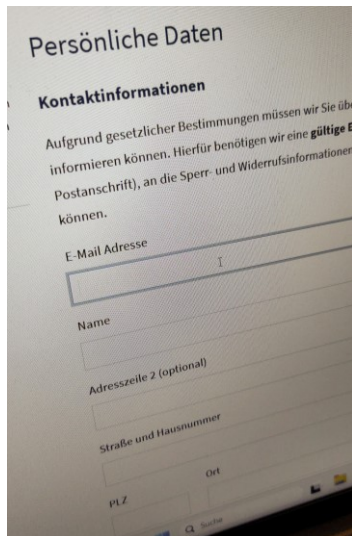 Persönliche Daten
Kontaktinformationen
Aufgrund gesetzlicher Bestimmungen müssen wir Sie übe
informieren können. Hierfür benötigen wir eine gültige E
Postanschrift), an die Sperr- und Widerrufsinformationen
können.
E-Mail Adresse
Name
Adresszeile 2 (optional)
Straße und Hausnummer
PLZ Ort
Suche